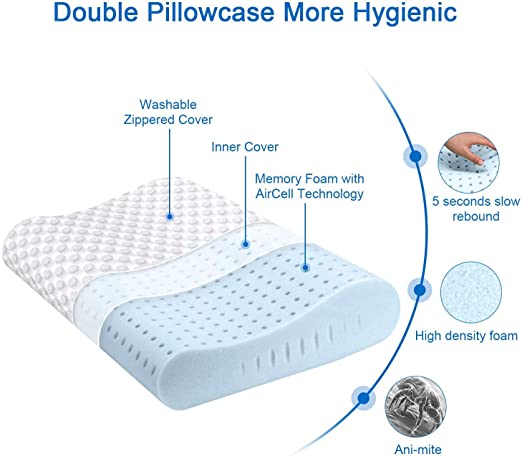 Double Pillowcase More Hygienic
Washable
Zippered Cover
Inner Cover
Memory Foam with
AirCell Technology
5 seconds slow
rebound
High density foam
Ani-mite